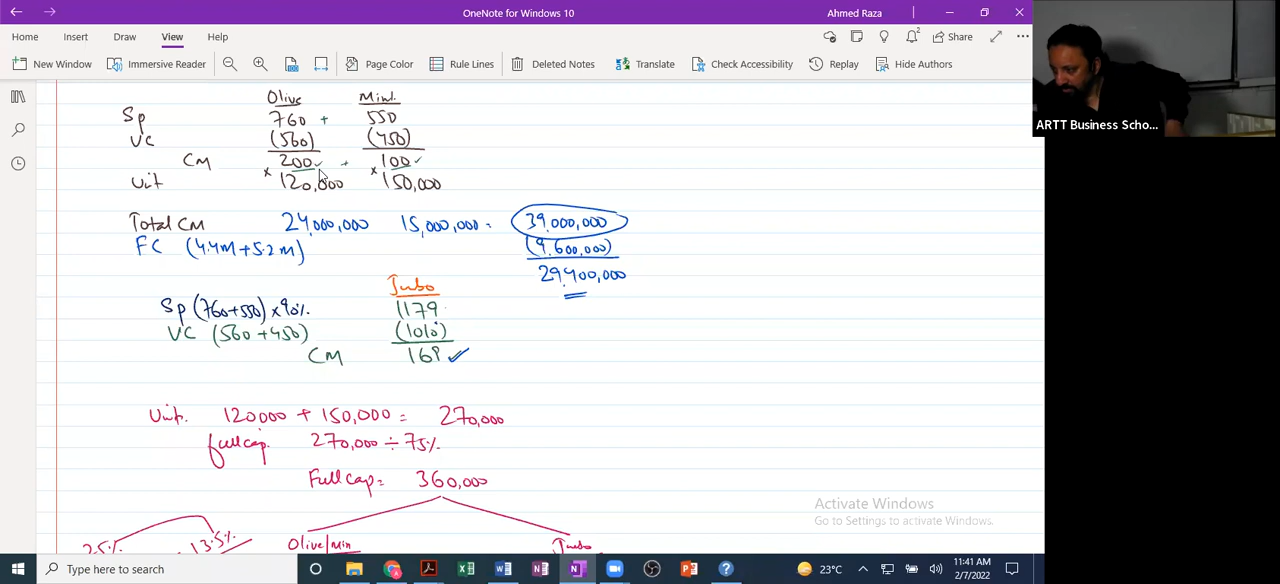 OneNote for Windows 10
Ahmed Raza
Home Insert Draw View Help
Share
New Window Immersive Reader Page Color Rule Lines Deleted Notes Translate Check Accessibility Replay Hide Authors
ARTT Business Scho...
Olive Mint.
Sp 760 + 550
VC (560) (450)
CM 200 + 100
Unit × 120,000 × 150,000
Total CM 24,000,000 15,000,000 = 39,000,000
FC (4.4M+5.2M) (9,600,000)
29,400,000
Jubo
Sp (760+550) × 90% 1179
VC (560+450) (1010)
CM 169
Units. 120000 + 150,000 = 270,000
full cap. 270,000 ÷ 75%
Full cap = 360,000
25% 13.5% Olive/Min Jubo
Activate Windows
Go to Settings to activate Windows.
Type here to search
23°C
11:41 AM
2/7/2022